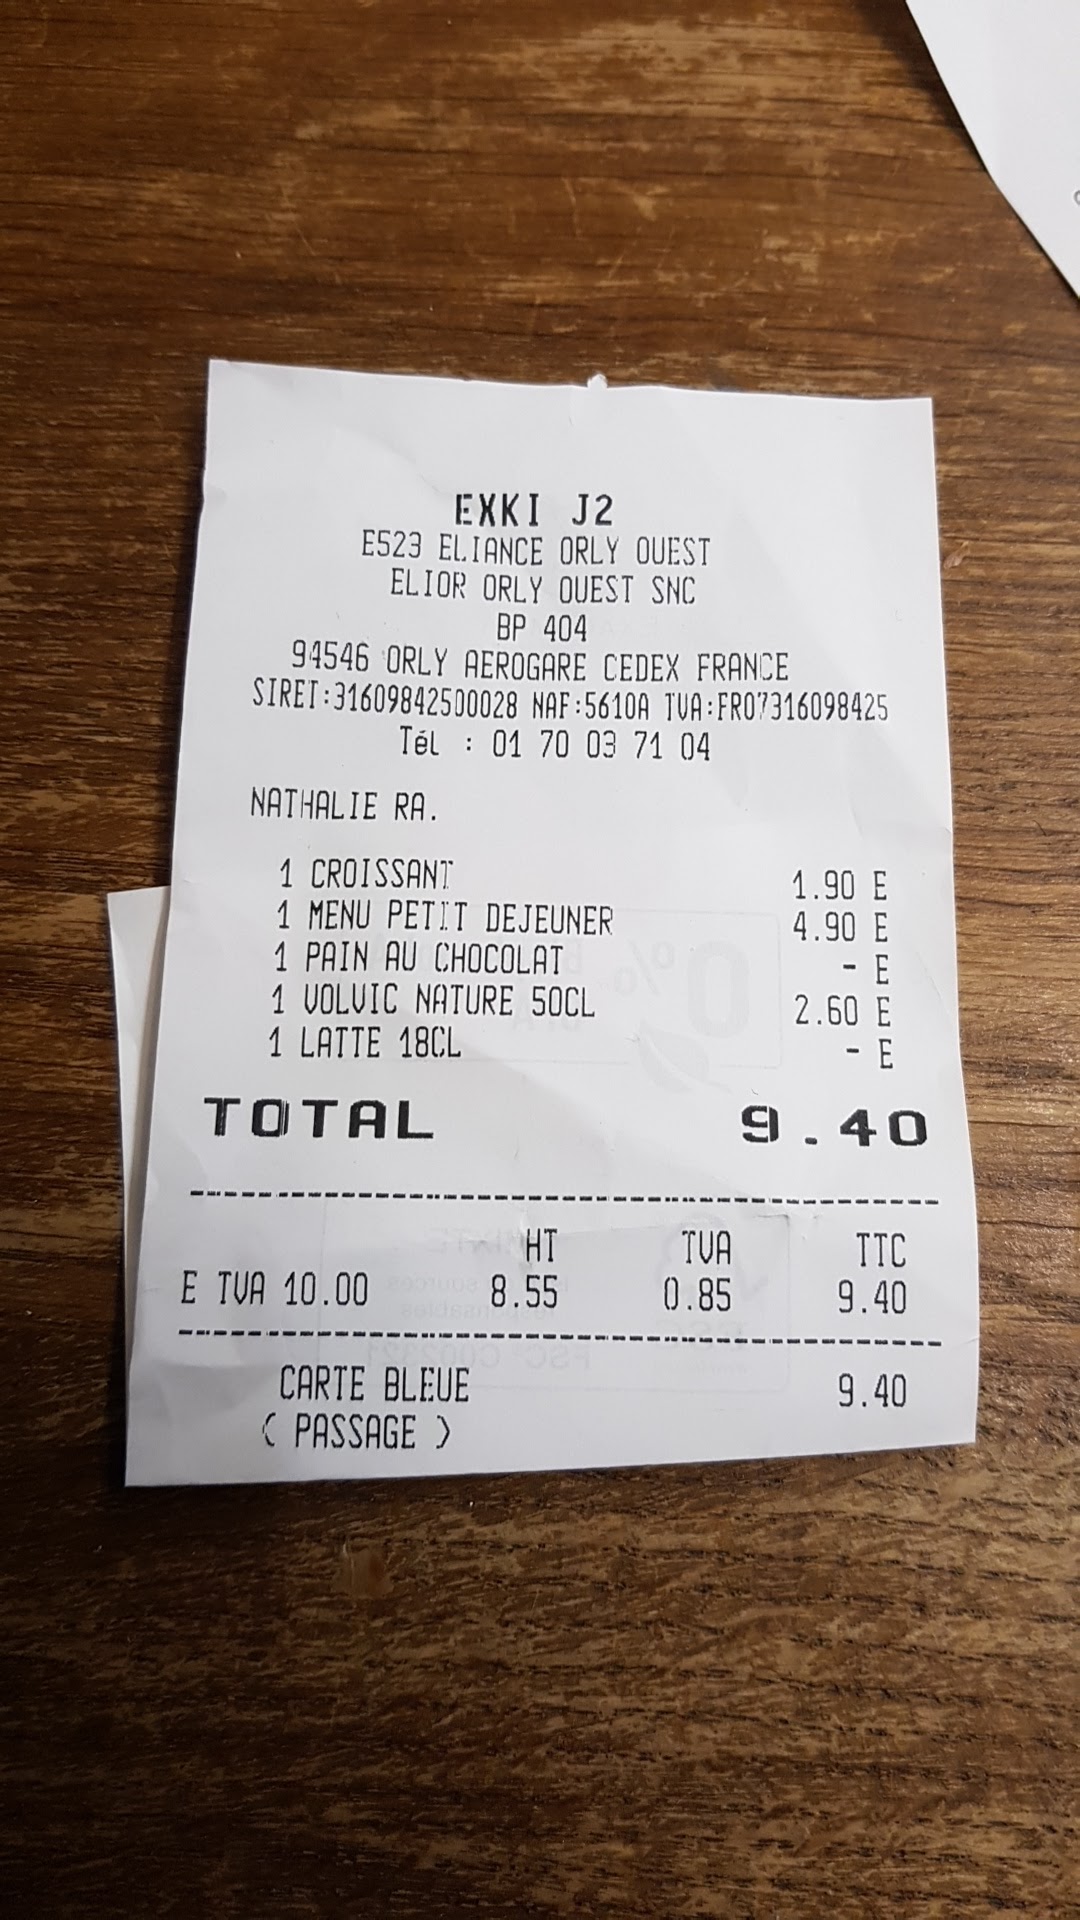 EXKI J2
E523 ELIANCE ORLY OUEST
ELIOR ORLY OUEST SNC
BP 404
94546 ORLY AEROGARE CEDEX FRANCE
SIRET:31609842500028 NAF:5610A TVA:FR07316098425
Tél : 01 70 03 71 04
NATHALIE RA.
1 CROISSANT 1.90 E
1 MENU PETIT DEJEUNER 4.90 E
1 PAIN AU CHOCOLAT - E
1 VOLVIC NATURE 50CL 2.60 E
1 LATTE 18CL - E
TOTAL 9.40
HT TVA TTC
E TVA 10.00 8.55 0.85 9.40
CARTE BLEUE 9.40
( PASSAGE )